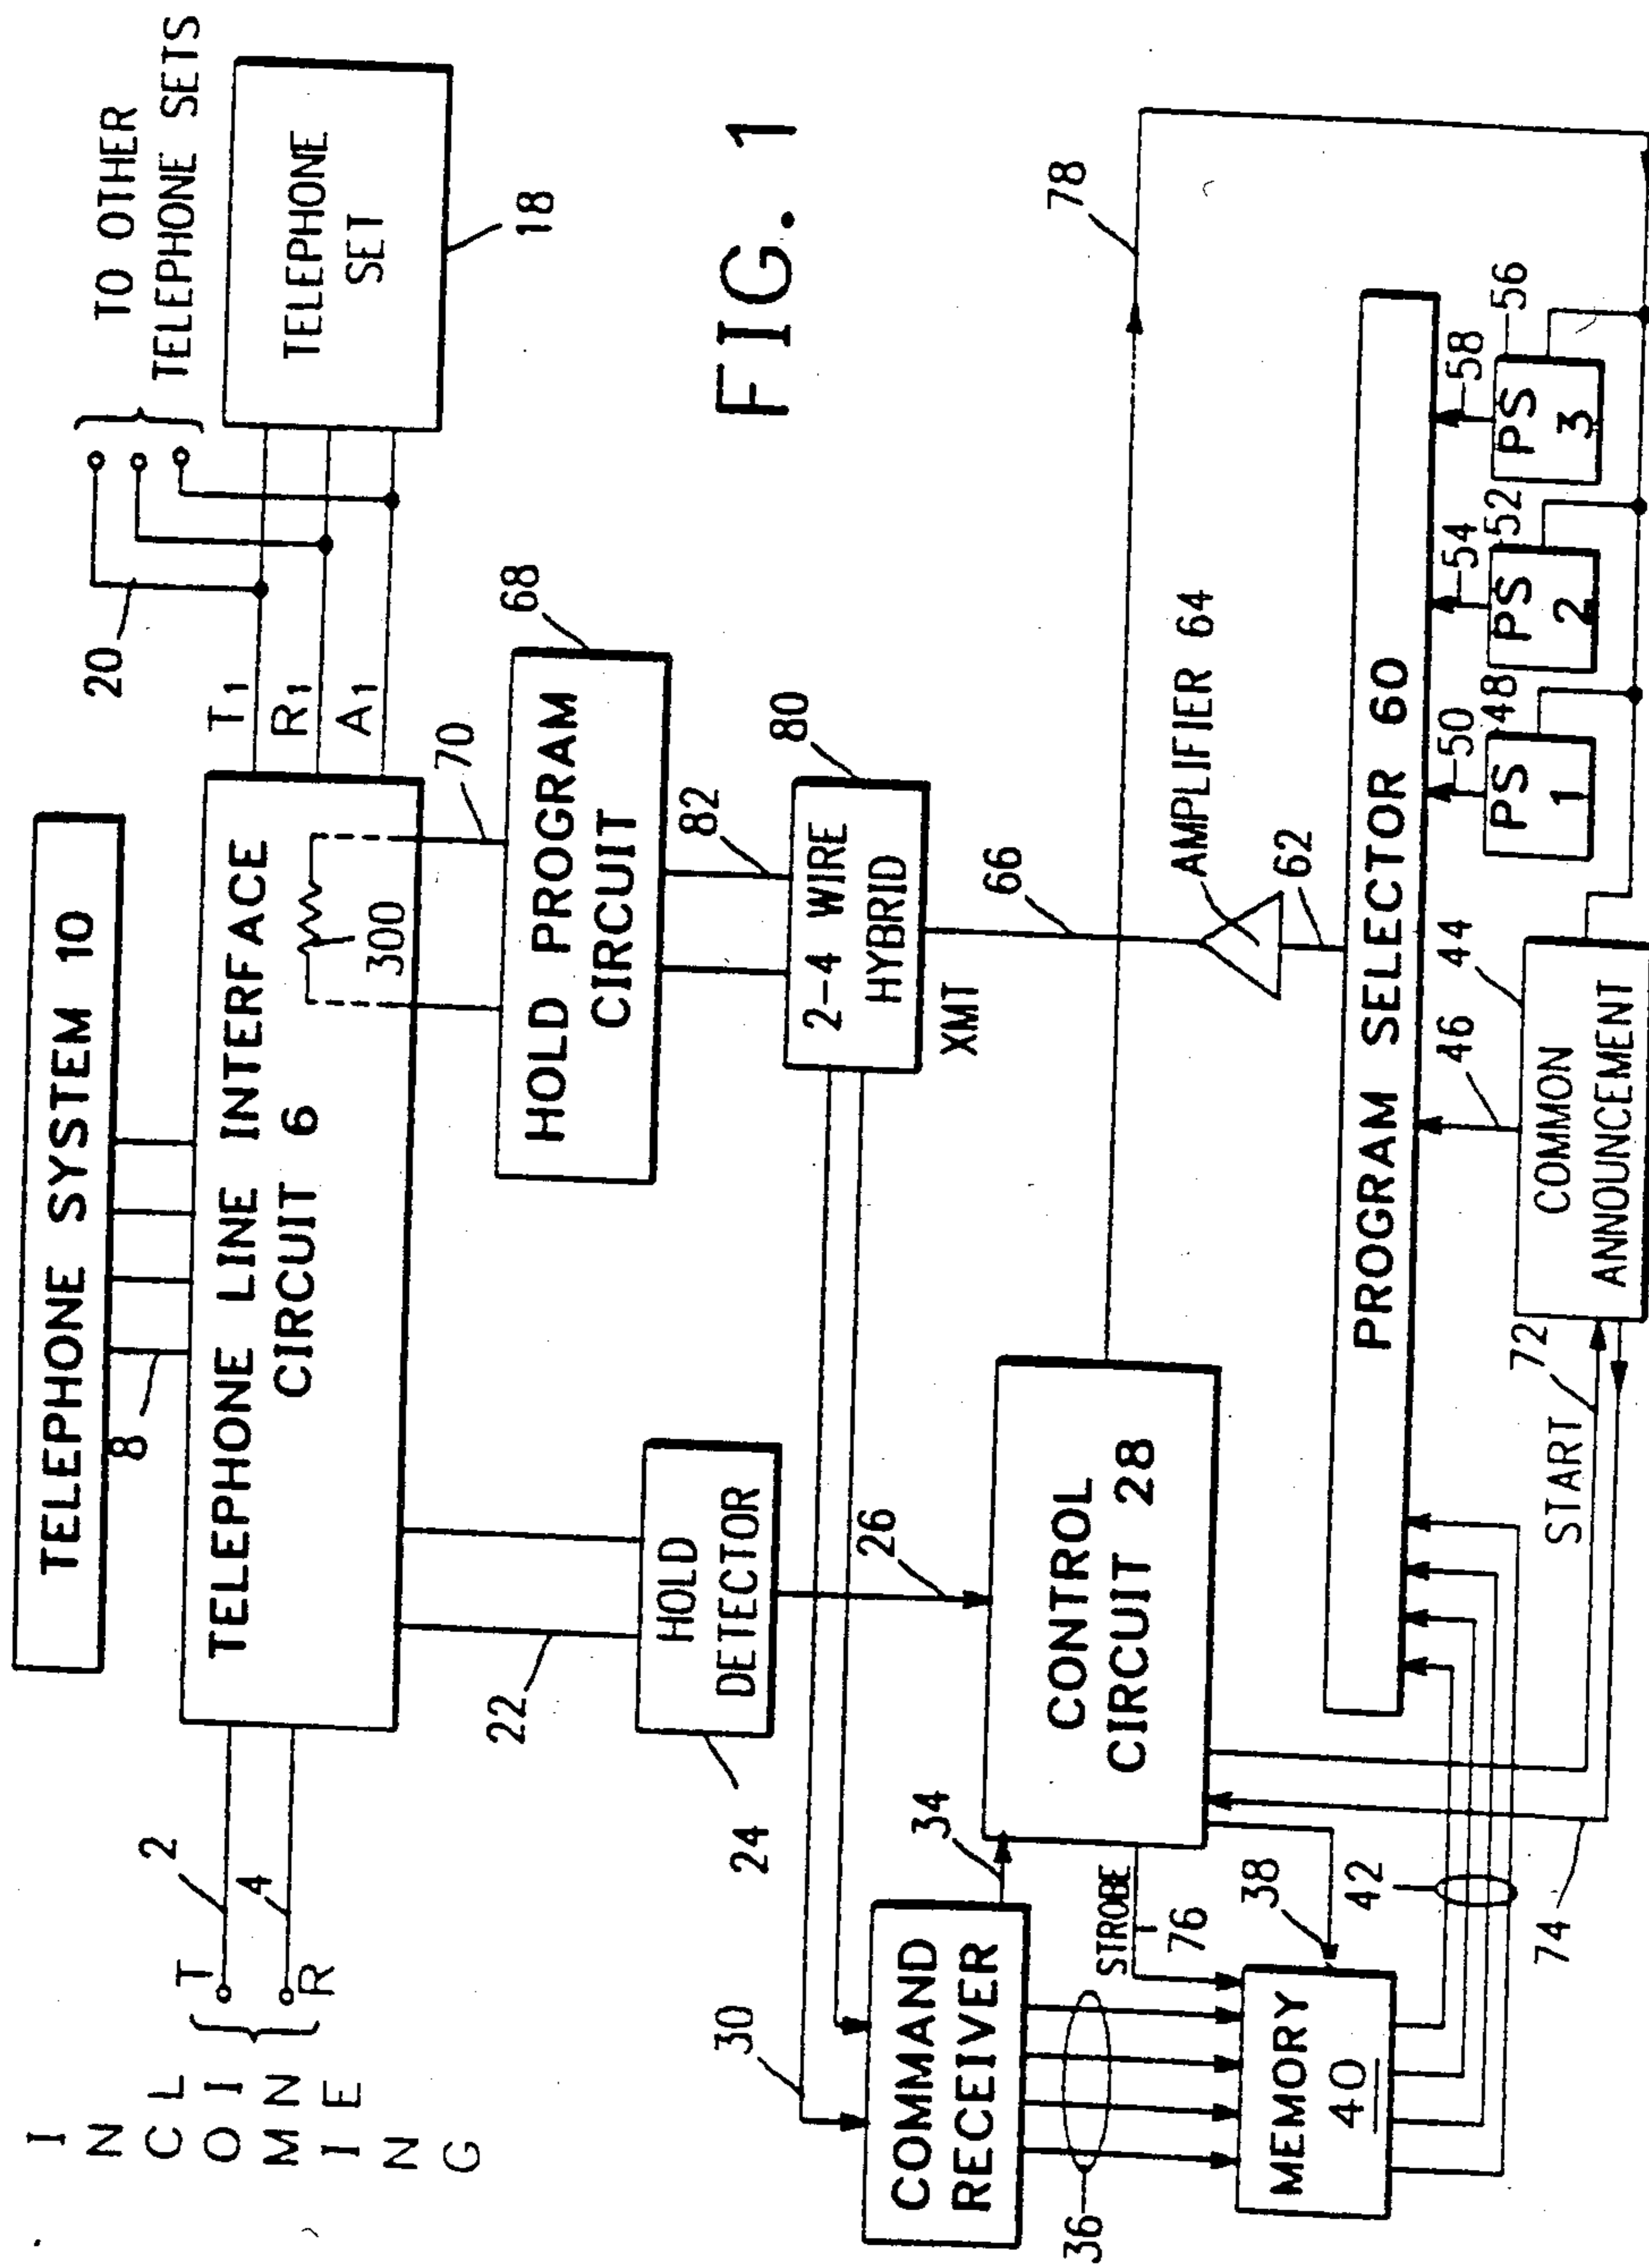 INCOMING
LINE
T
R
2
4
TELEPHONE SYSTEM 10
8
TELEPHONE LINE INTERFACE
CIRCUIT 6
300
T1
R1
A1
20
TO OTHER
TELEPHONE SETS
TELEPHONE
SET
18
22
HOLD
DETECTOR
24
26
70
HOLD PROGRAM
CIRCUIT
68
82
2-4 WIRE
HYBRID
80
XMT
66
FIG. 1
30
COMMAND
RECEIVER
34
36
CONTROL
CIRCUIT 28
STROBE
76
38
MEMORY
40
42
74
78
AMPLIFIER 64
62
PROGRAM SELECTOR 60
START
72
46
44
COMMON
ANNOUNCEMENT
50
48
PS
1
54
52
PS
2
58
56
PS
3